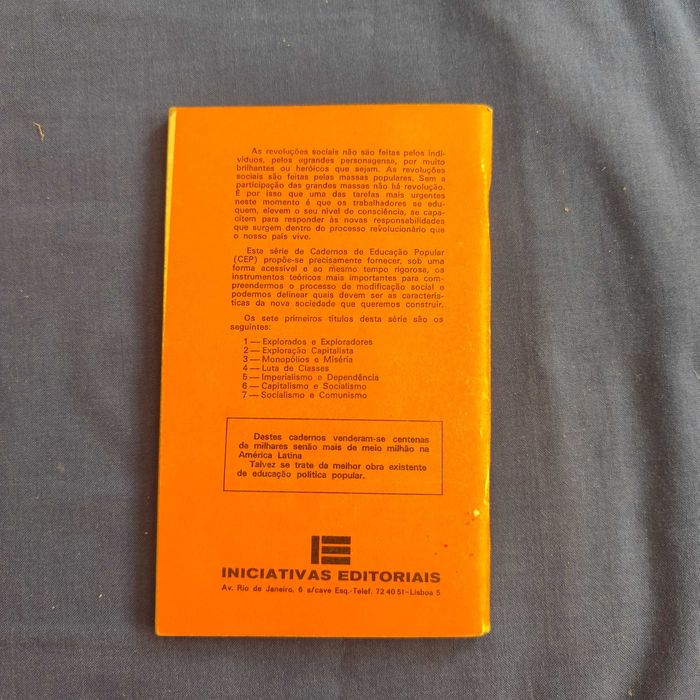 As revoluções sociais não são feitas pelos indi-
víduos, pelos «grandes personagens», por muito
brilhantes ou heróicos que sejam. As revoluções
sociais são feitas pelas massas populares. Sem a
participação das grandes massas não há revolução.
É por isso que uma das tarefas mais urgentes
neste momento é que os trabalhadores se edu-
quem, elevem o seu nível de consciência, se capa-
citem para responder às novas responsabilidades
que surgem dentro do processo revolucionário que
o nosso país vive.
Esta série de Cadernos de Educação Popular
(CEP) propõe-se precisamente fornecer, sob uma
forma acessível e ao mesmo tempo rigorosa, os
instrumentos teóricos mais importantes para com-
preendermos o processo de modificação social e
podermos delinear quais devem ser as caracterís-
ticas da nova sociedade que queremos construir.
Os sete primeiros títulos desta série são os
seguintes:
1 — Explorados e Exploradores
2 — Exploração Capitalista
3 — Monopólios e Miséria
4 — Luta de Classes
5 — Imperialismo e Dependência
6 — Capitalismo e Socialismo
7 — Socialismo e Comunismo
Destes cadernos venderam-se centenas
de milhares senão mais de meio milhão na
América Latina
Talvez se trate da melhor obra existente
de educação política popular.
IE
INICIATIVAS EDITORIAIS
Av. Rio de Janeiro, 6 s/cave Esq.-Telef. 72 40 51-Lisboa 5